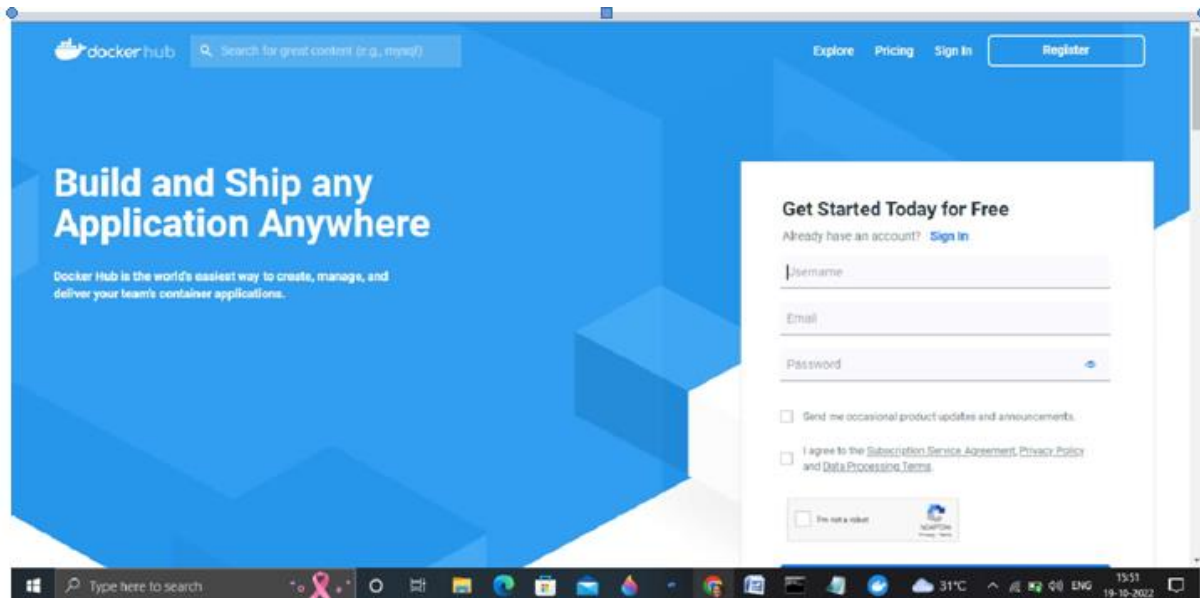 dockerhub
Search for great content (e.g., mysql)
Explore Pricing Sign In Register
Build and Ship any
Application Anywhere
Docker Hub is the world's easiest way to create, manage, and
deliver your team's container applications.
Get Started Today for Free
Already have an account? Sign In
Username
Email
Password
Send me occasional product updates and announcements.
I agree to the Subscription Service Agreement, Privacy Policy
and Data Processing Terms.
I'm not a robot
reCAPTCHA
Privacy - Terms
Type here to search
31°C
ENG
15:51
19-10-2022